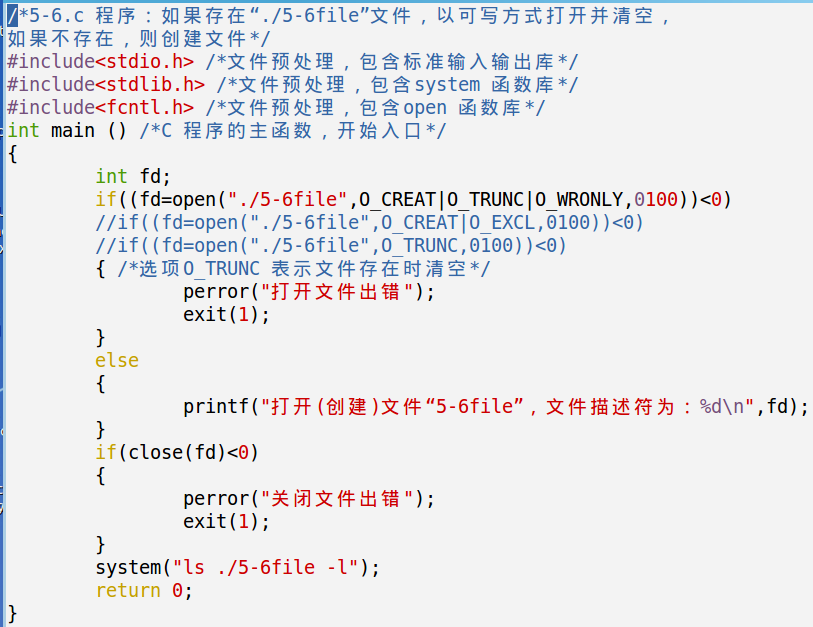 /*5-6.c 程序：如果存在“./5-6file”文件，以可写方式打开并清空，
如果不存在，则创建文件*/
#include<stdio.h> /*文件预处理，包含标准输入输出库*/
#include<stdlib.h> /*文件预处理，包含system 函数库*/
#include<fcntl.h> /*文件预处理，包含open 函数库*/
int main () /*C 程序的主函数，开始入口*/
{
        int fd;
        if((fd=open("./5-6file",O_CREAT|O_TRUNC|O_WRONLY,0100))<0)
        //if((fd=open("./5-6file",O_CREAT|O_EXCL,0100))<0)
        //if((fd=open("./5-6file",O_TRUNC,0100))<0)
        { /*选项O_TRUNC 表示文件存在时清空*/
                perror("打开文件出错");
                exit(1);
        }
        else
        {
                printf("打开(创建)文件“5-6file”，文件描述符为：%d\n",fd);
        }
        if(close(fd)<0)
        {
                perror("关闭文件出错");
                exit(1);
        }
        system("ls ./5-6file -l");
        return 0;
}